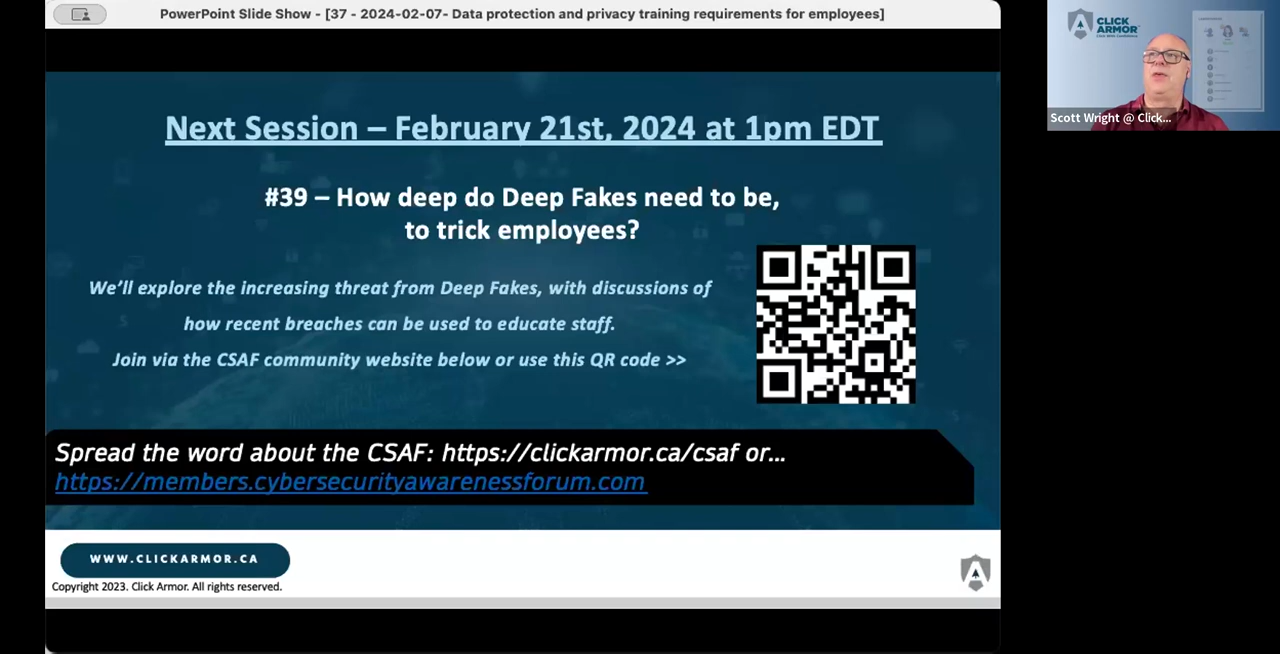 PowerPoint Slide Show - [37 - 2024-02-07- Data protection and privacy training requirements for employees]
CLICK
ARMOR
Scott Wright @ Click...
Next Session – February 21st, 2024 at 1pm EDT
#39 – How deep do Deep Fakes need to be,
to trick employees?
We'll explore the increasing threat from Deep Fakes, with discussions of
how recent breaches can be used to educate staff.
Join via the CSAF community website below or use this QR code >>
Spread the word about the CSAF: https://clickarmor.ca/csaf or...
https://members.cybersecurityawarenessforum.com
WWW.CLICKARMOR.CA
Copyright 2023. Click Armor. All rights reserved.